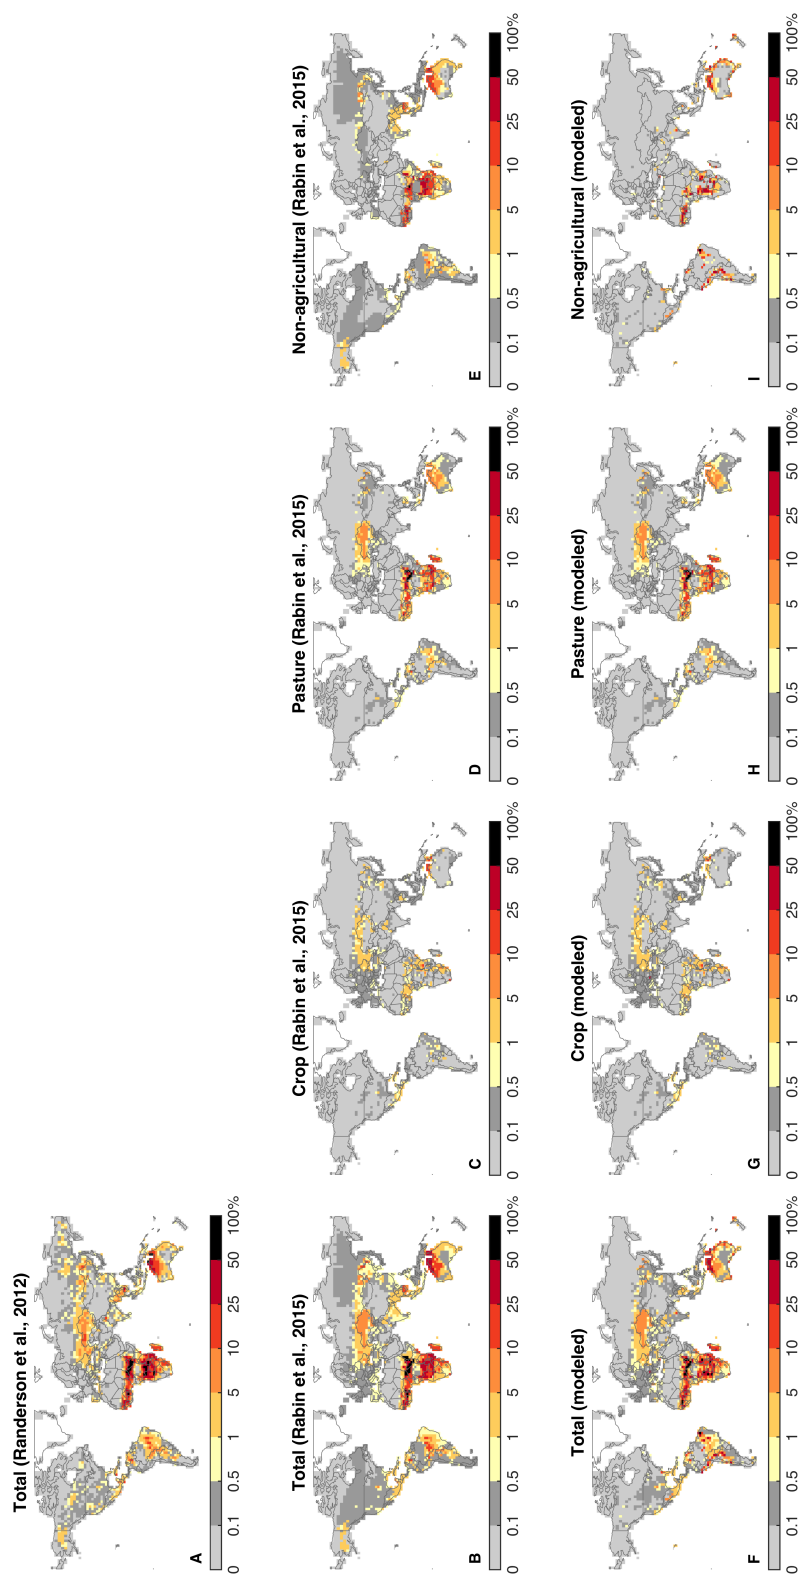 Total (Randerson et al., 2012)
A
0 0.1 0.5 1 5 10 25 50 100%
Total (Rabin et al., 2015)
B
0 0.1 0.5 1 5 10 25 50 100%
Crop (Rabin et al., 2015)
C
0 0.1 0.5 1 5 10 25 50 100%
Pasture (Rabin et al., 2015)
D
0 0.1 0.5 1 5 10 25 50 100%
Non-agricultural (Rabin et al., 2015)
E
0 0.1 0.5 1 5 10 25 50 100%
Total (modeled)
F
0 0.1 0.5 1 5 10 25 50 100%
Crop (modeled)
G
0 0.1 0.5 1 5 10 25 50 100%
Pasture (modeled)
H
0 0.1 0.5 1 5 10 25 50 100%
Non-agricultural (modeled)
I
0 0.1 0.5 1 5 10 25 50 100%